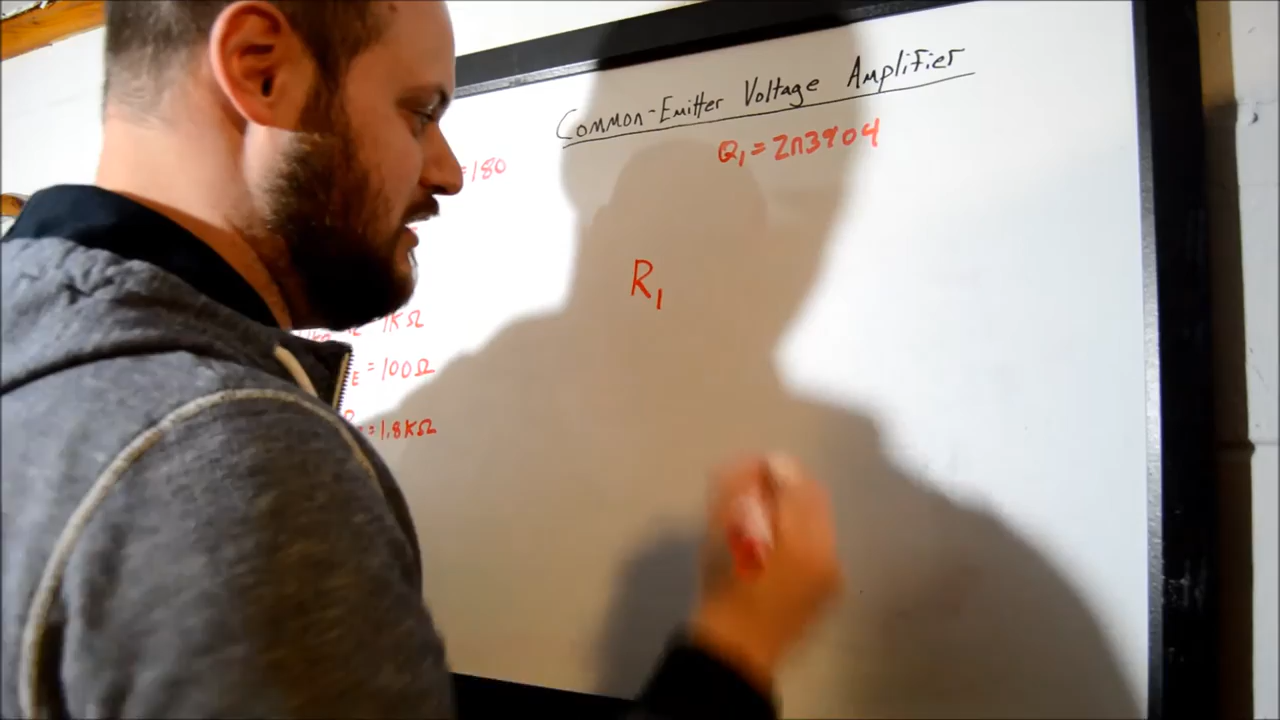 Common-Emitter Voltage Amplifier
Q₁ = 2n3904
=180
R₁
1KΩ
E = 100Ω
= 1.8KΩ